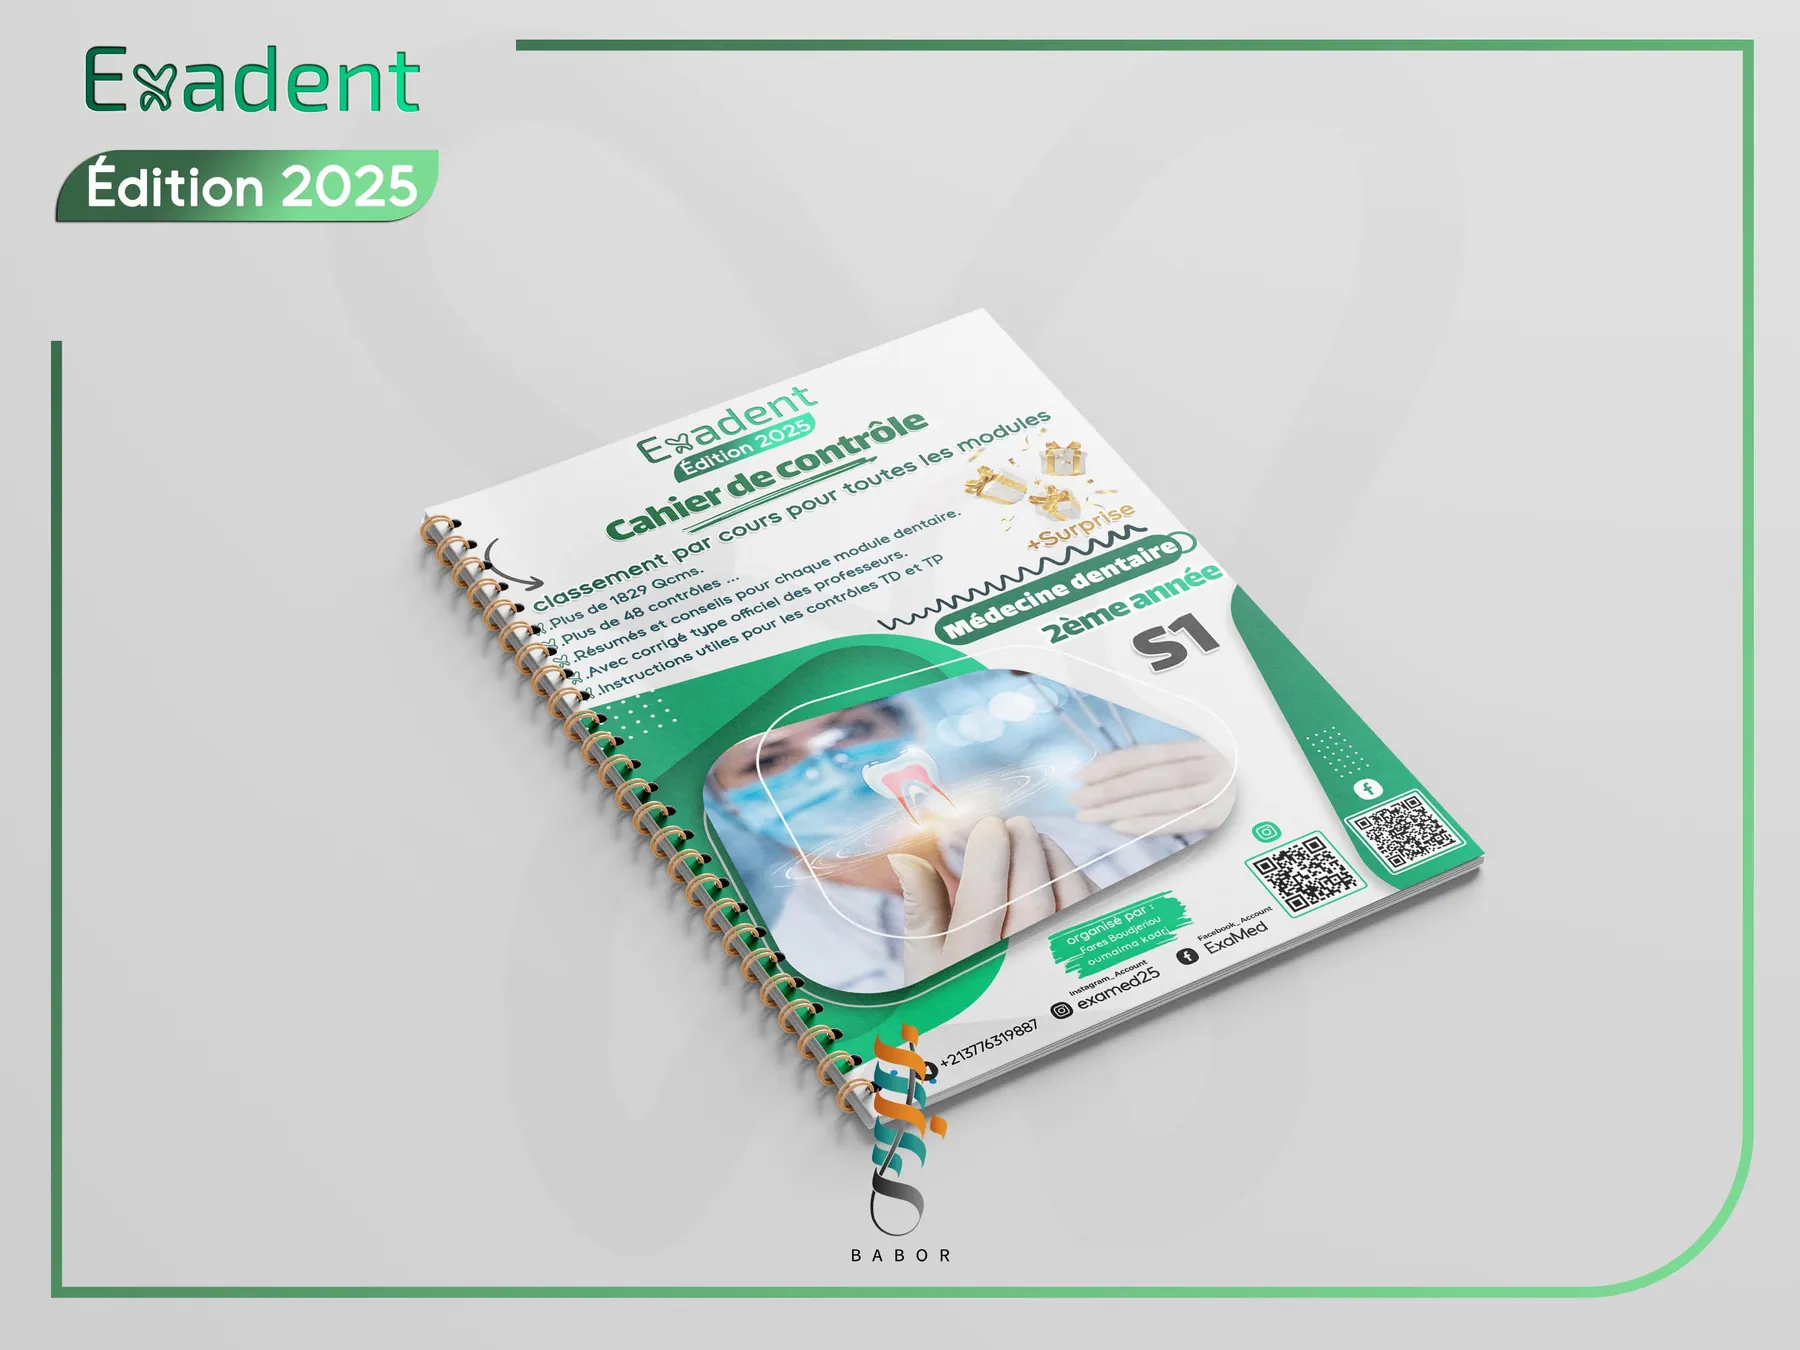 Exadent
Édition 2025
Exadent
Édition 2025
Cahier de contrôle
classement par cours pour toutes les modules
.Plus de 1829 Qcms.
.Plus de 48 contrôles ...
.Résumés et conseils pour chaque module dentaire.
.Avec corrigé type officiel des professeurs.
.Instructions utiles pour les contrôles TD et TP
+Surprise
Médecine dentaire
2ème année
S1
organisé par :
Fares Boudjeriou
oumaima kadri
Facebook_Account
ExaMed
Instagram_Account
examed25
+213776319887
BABOR